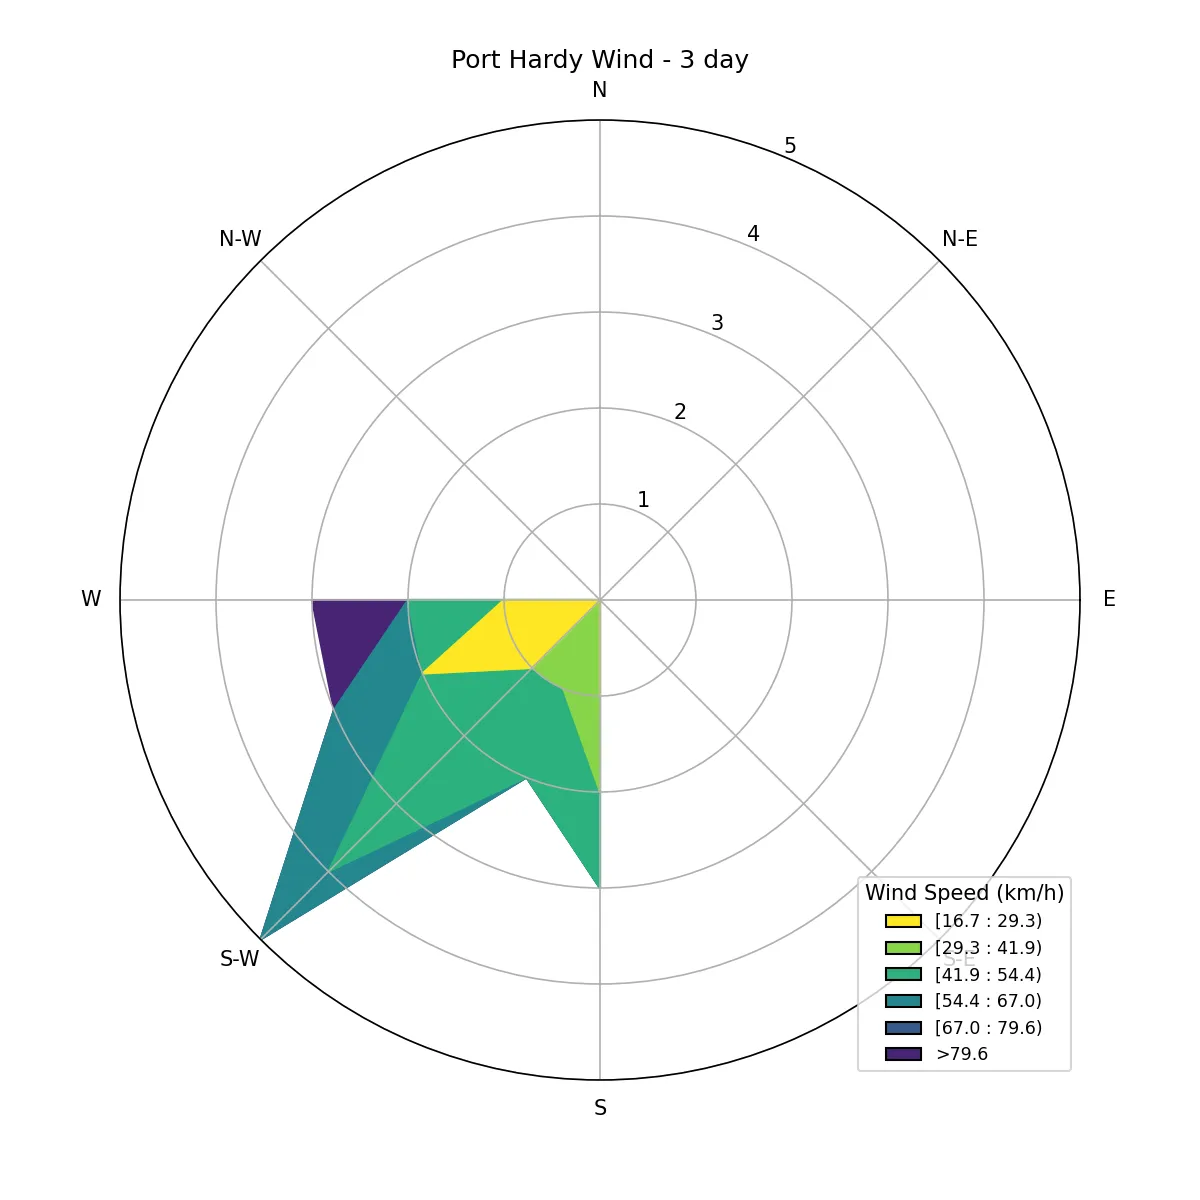 Port Hardy Wind - 3 day
N
5
N-W
N-E
4
3
2
1
W
E
S-W
S-E
S
Wind Speed (km/h)
[16.7 : 29.3)
[29.3 : 41.9)
[41.9 : 54.4)
[54.4 : 67.0)
[67.0 : 79.6)
>79.6